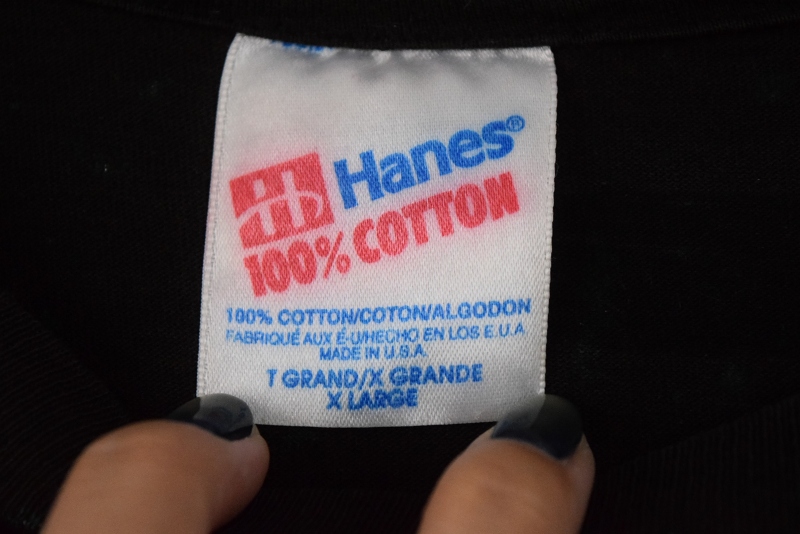 Hanes®
100% COTTON
100% COTTON/COTON/ALGODON
FABRIQUÉ AUX É-U/HECHO EN LOS E.U.A.
MADE IN U.S.A.
T GRAND/X GRANDE
X LARGE